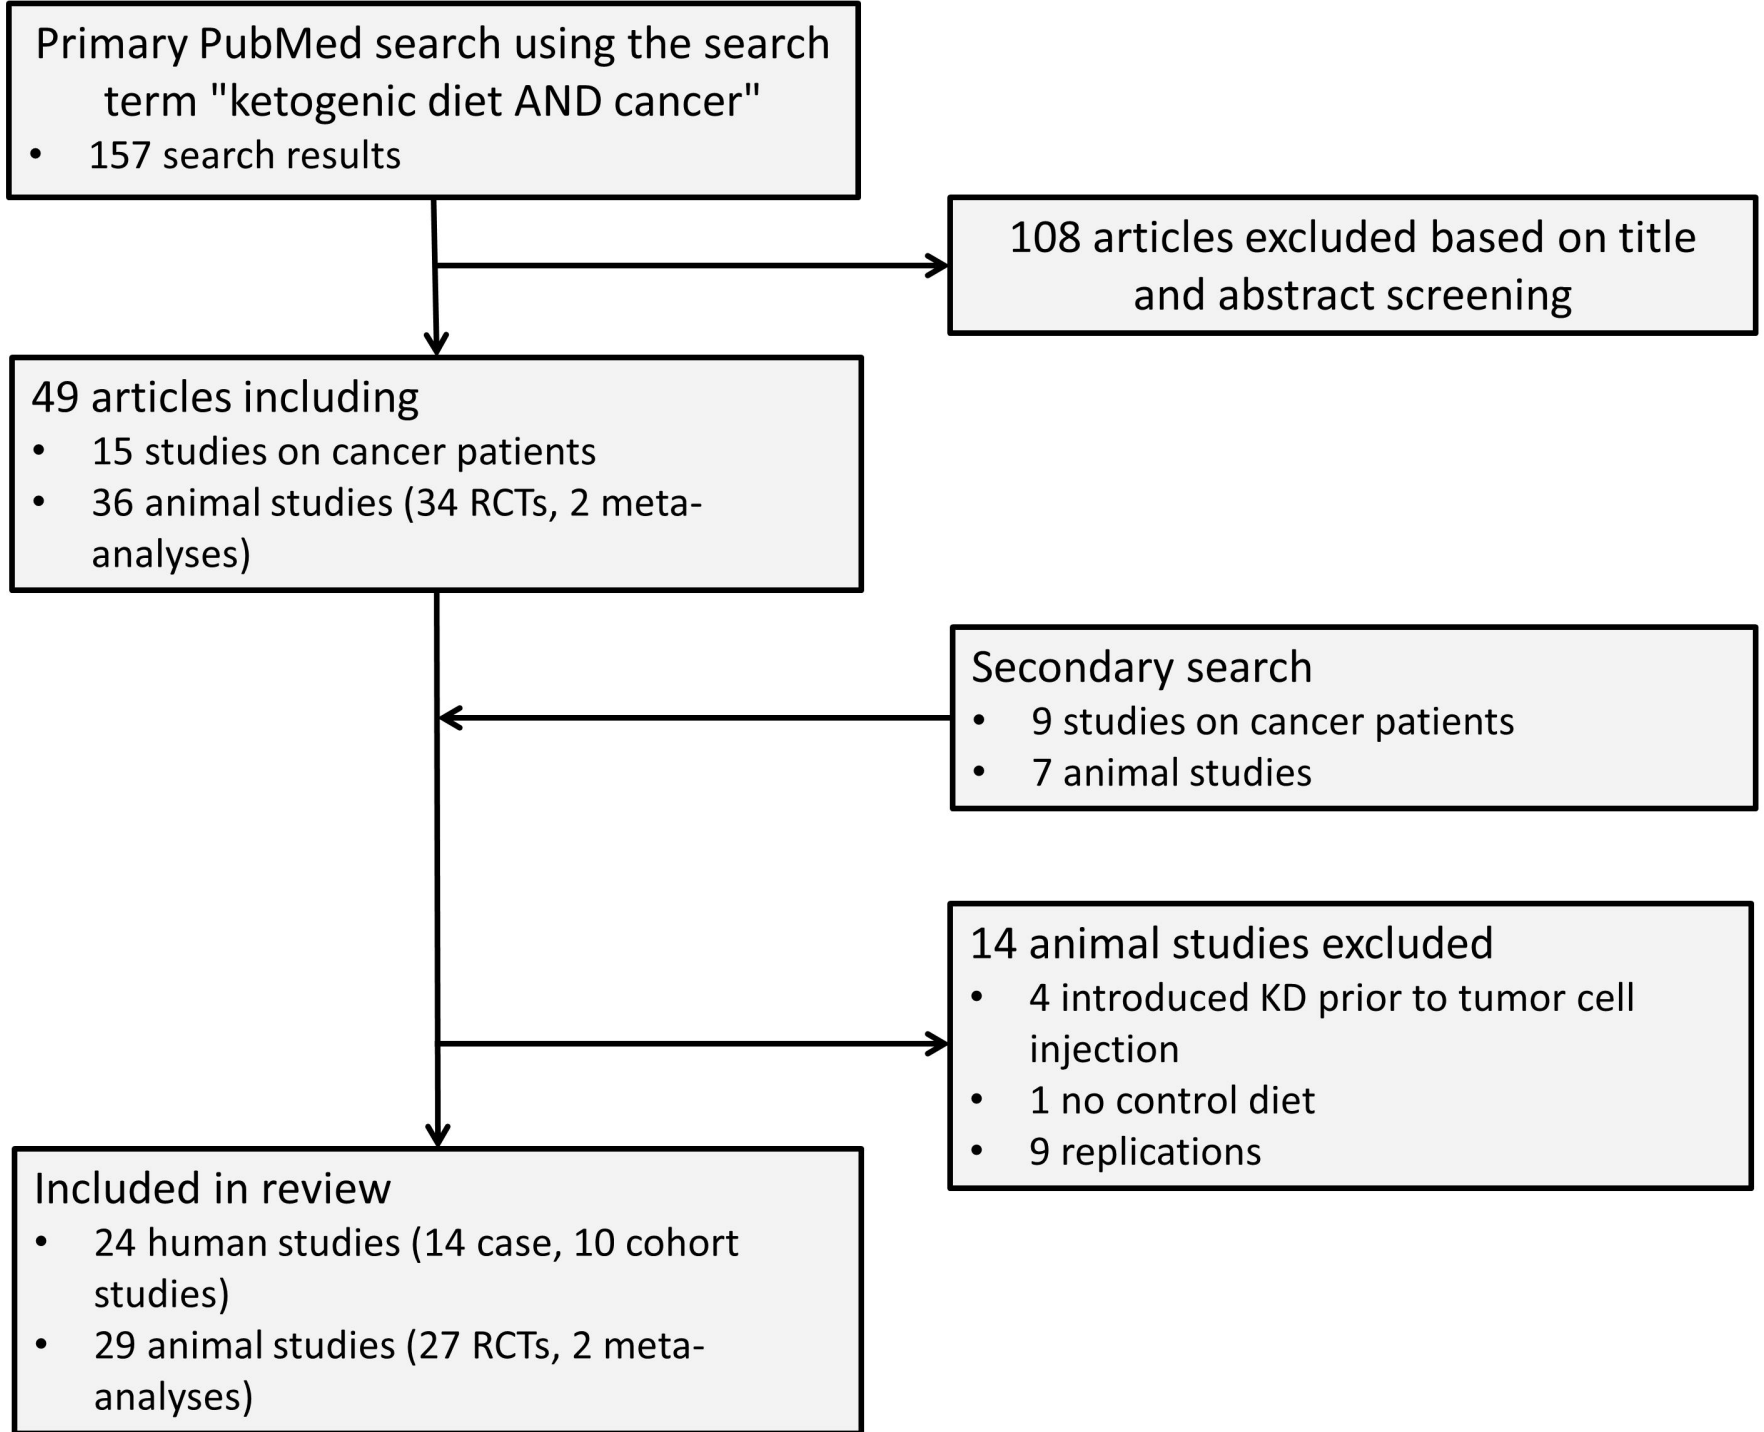 Primary PubMed search using the search
term "ketogenic diet AND cancer"
• 157 search results
108 articles excluded based on title
and abstract screening
49 articles including
• 15 studies on cancer patients
• 36 animal studies (34 RCTs, 2 meta-
analyses)
Secondary search
• 9 studies on cancer patients
• 7 animal studies
14 animal studies excluded
• 4 introduced KD prior to tumor cell
injection
• 1 no control diet
• 9 replications
Included in review
• 24 human studies (14 case, 10 cohort
studies)
• 29 animal studies (27 RCTs, 2 meta-
analyses)